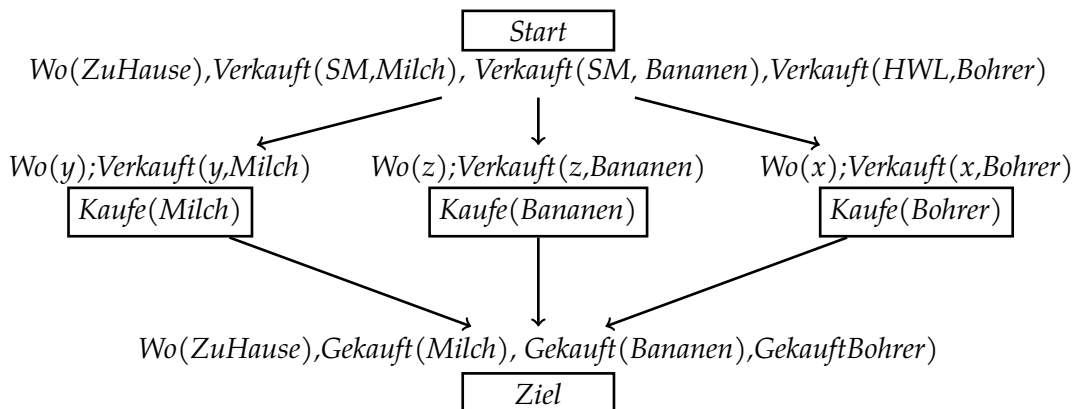 Start
Wo(ZuHause),Verkauft(SM,Milch), Verkauft(SM, Bananen),Verkauft(HWL,Bohrer)
Wo(y);Verkauft(y,Milch) Wo(z);Verkauft(z,Bananen) Wo(x);Verkauft(x,Bohrer)
Kaufe(Milch) Kaufe(Bananen) Kaufe(Bohrer)
Wo(ZuHause),Gekauft(Milch), Gekauft(Bananen),GekauftBohrer)
Ziel